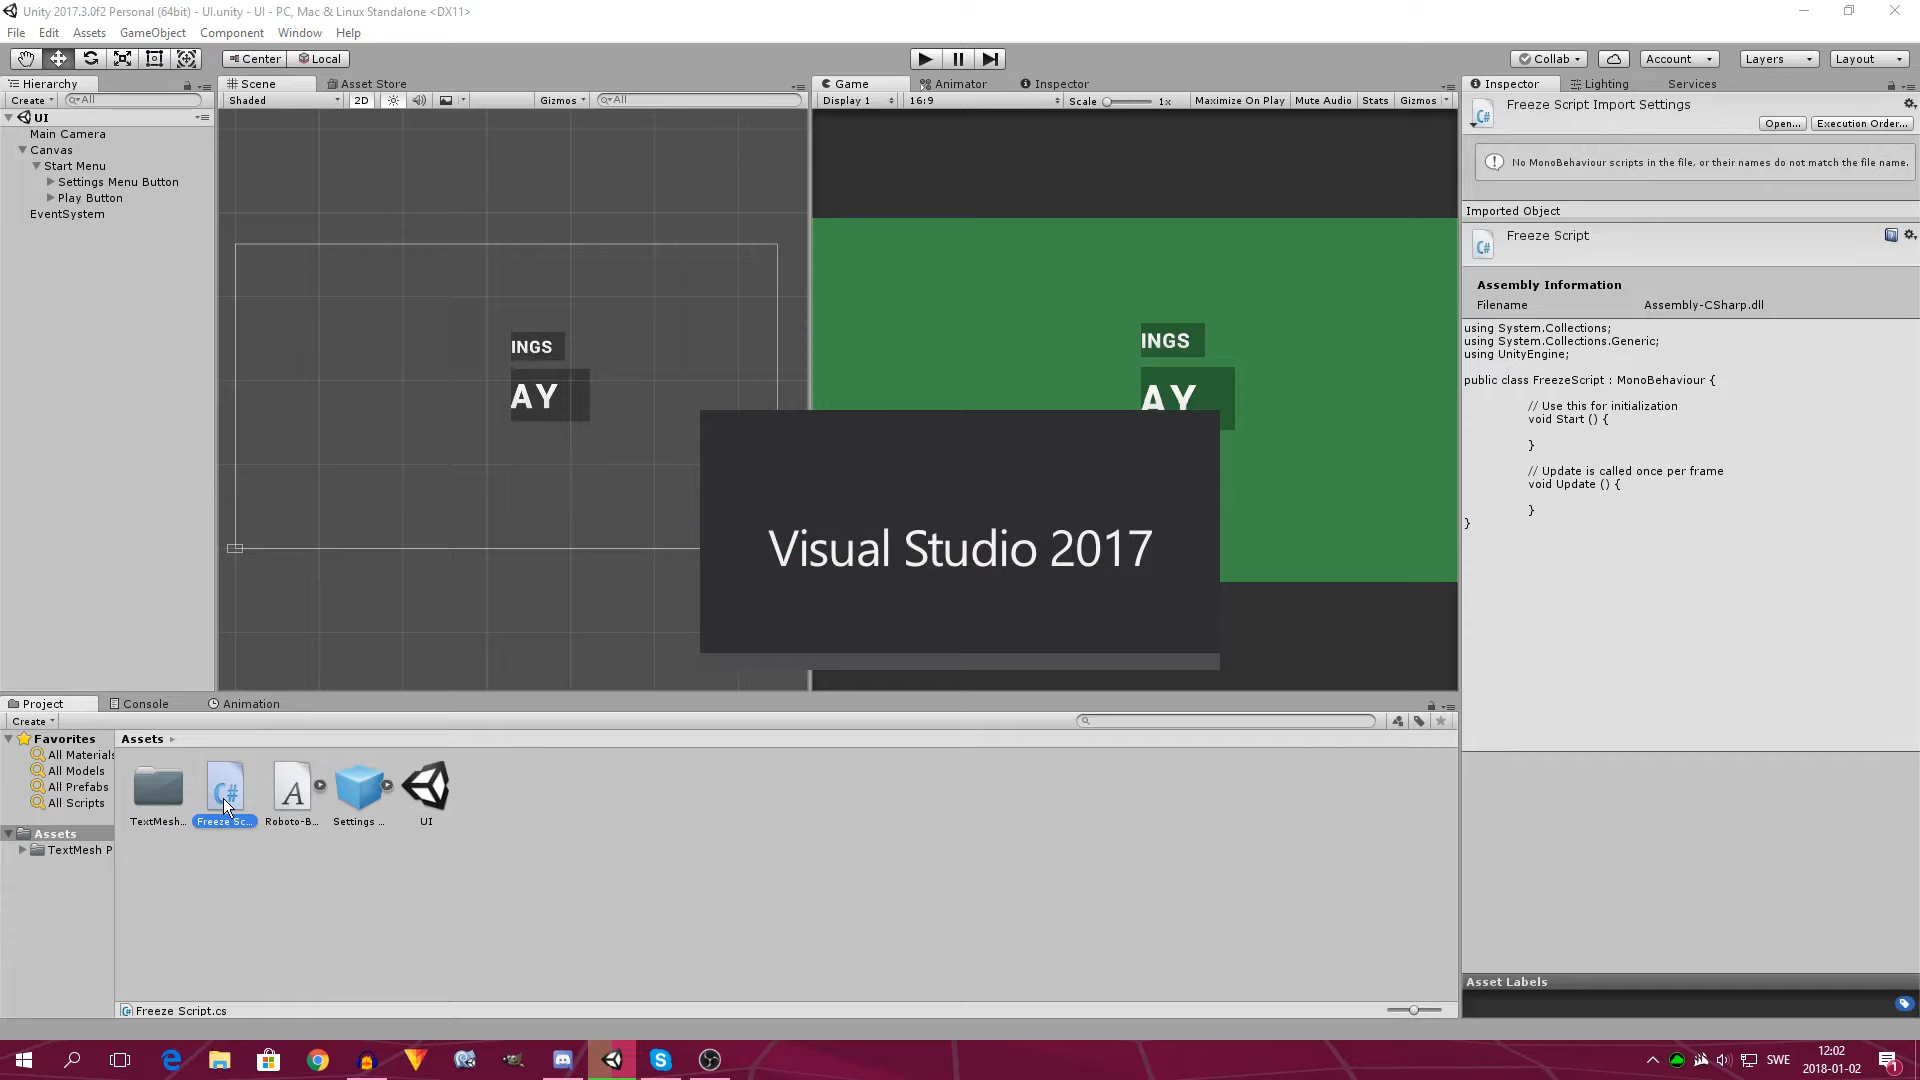 Unity 2017.3.0f2 Personal (64bit) - UI.unity - UI - PC, Mac & Linux Standalone <DX11>
File Edit Assets GameObject Component Window Help
Center Local
Collab Account Layers Layout
Hierarchy
Create All
UI
Main Camera
Canvas
Start Menu
Settings Menu Button
Play Button
EventSystem
Scene Asset Store
Shaded 2D Gizmos All
INGS
AY
Game Animator Inspector
Display 1 16:9 Scale 1x Maximize On Play Mute Audio Stats Gizmos
INGS
AY
Visual Studio 2017
Inspector Lighting Services
Freeze Script Import Settings
Open... Execution Order...
No MonoBehaviour scripts in the file, or their names do not match the file name.
Imported Object
Freeze Script
Assembly Information
Filename Assembly-CSharp.dll
using System.Collections;
using System.Collections.Generic;
using UnityEngine;
public class FreezeScript : MonoBehaviour {
// Use this for initialization
void Start () {
}
// Update is called once per frame
void Update () {
}
}
Asset Labels
Project Console Animation
Create
Favorites
All Materials
All Models
All Prefabs
All Scripts
Assets
TextMesh P
Assets
TextMesh...
Freeze Sc...
Roboto-B...
Settings ...
UI
Freeze Script.cs
SWE
12:02
2018-01-02
1